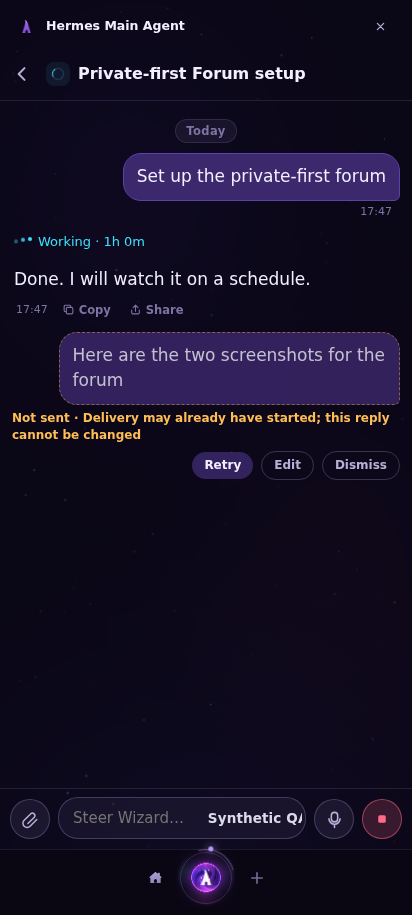 Hermes Main Agent
Private-first Forum setup
Today
Set up the private-first forum
17:47
Working · 1h 0m
Done. I will watch it on a schedule.
17:47 Copy Share
Here are the two screenshots for the
forum
Not sent · Delivery may already have started; this reply
cannot be changed
Retry Edit Dismiss
Steer Wizard... Synthetic QA